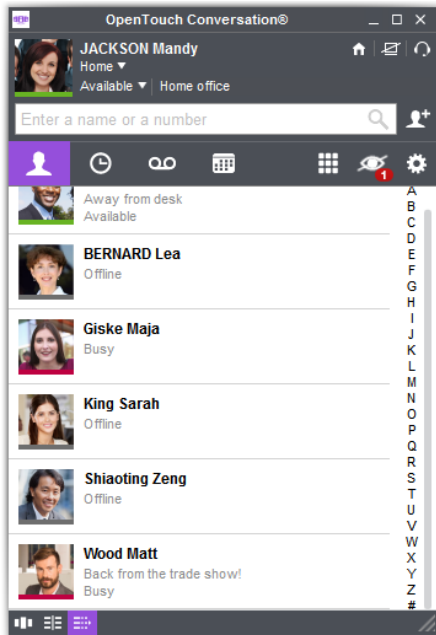 OpenTouch Conversation®
JACKSON Mandy
Home
Available | Home office
Enter a name or a number
1
Away from desk
Available
BERNARD Lea
Offline
Giske Maja
Busy
King Sarah
Offline
Shiaoting Zeng
Offline
Wood Matt
Back from the trade show!
Busy
A
B
C
D
E
F
G
H
I
J
K
L
M
N
O
P
Q
R
S
T
U
V
W
X
Y
Z
#